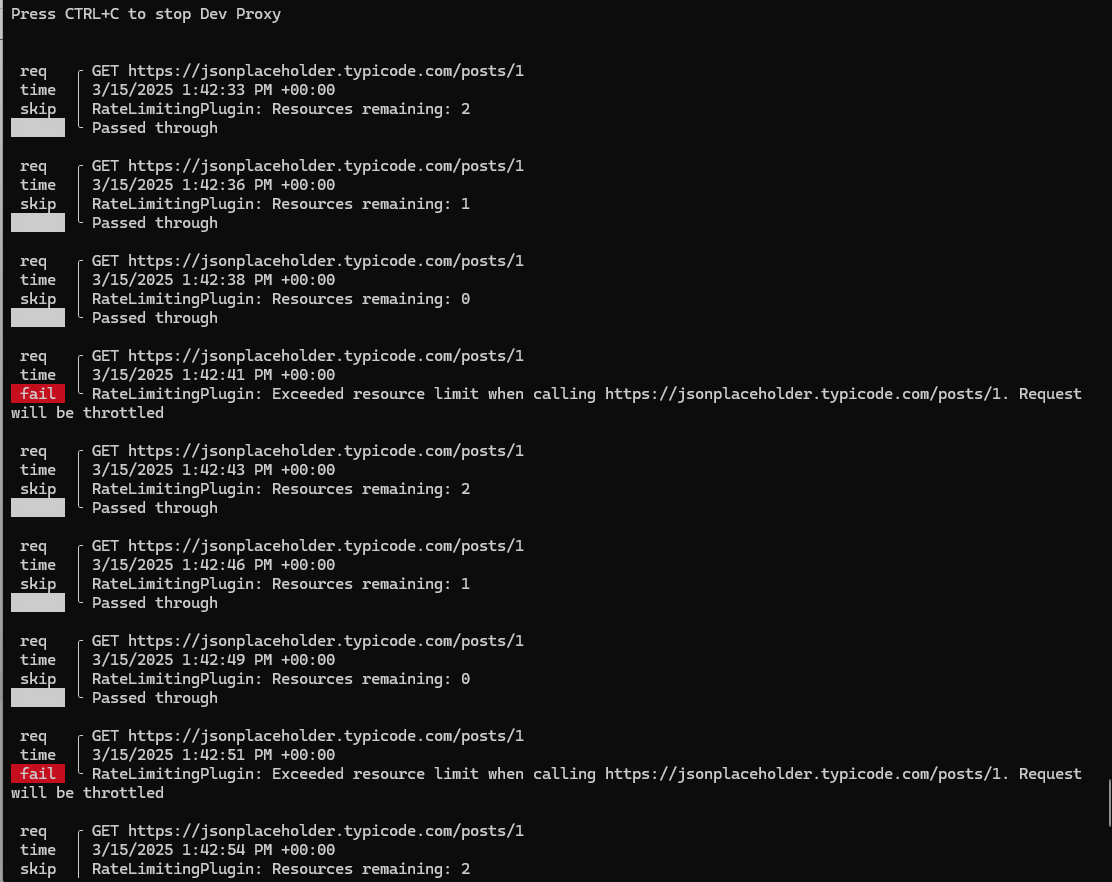 Press CTRL+C to stop Dev Proxy
req GET https://jsonplaceholder.typicode.com/posts/1
time 3/15/2025 1:42:33 PM +00:00
skip RateLimitingPlugin: Resources remaining: 2
Passed through
req GET https://jsonplaceholder.typicode.com/posts/1
time 3/15/2025 1:42:36 PM +00:00
skip RateLimitingPlugin: Resources remaining: 1
Passed through
req GET https://jsonplaceholder.typicode.com/posts/1
time 3/15/2025 1:42:38 PM +00:00
skip RateLimitingPlugin: Resources remaining: 0
Passed through
req GET https://jsonplaceholder.typicode.com/posts/1
time 3/15/2025 1:42:41 PM +00:00
fail RateLimitingPlugin: Exceeded resource limit when calling https://jsonplaceholder.typicode.com/posts/1. Request
will be throttled
req GET https://jsonplaceholder.typicode.com/posts/1
time 3/15/2025 1:42:43 PM +00:00
skip RateLimitingPlugin: Resources remaining: 2
Passed through
req GET https://jsonplaceholder.typicode.com/posts/1
time 3/15/2025 1:42:46 PM +00:00
skip RateLimitingPlugin: Resources remaining: 1
Passed through
req GET https://jsonplaceholder.typicode.com/posts/1
time 3/15/2025 1:42:49 PM +00:00
skip RateLimitingPlugin: Resources remaining: 0
Passed through
req GET https://jsonplaceholder.typicode.com/posts/1
time 3/15/2025 1:42:51 PM +00:00
fail RateLimitingPlugin: Exceeded resource limit when calling https://jsonplaceholder.typicode.com/posts/1. Request
will be throttled
req GET https://jsonplaceholder.typicode.com/posts/1
time 3/15/2025 1:42:54 PM +00:00
skip RateLimitingPlugin: Resources remaining: 2